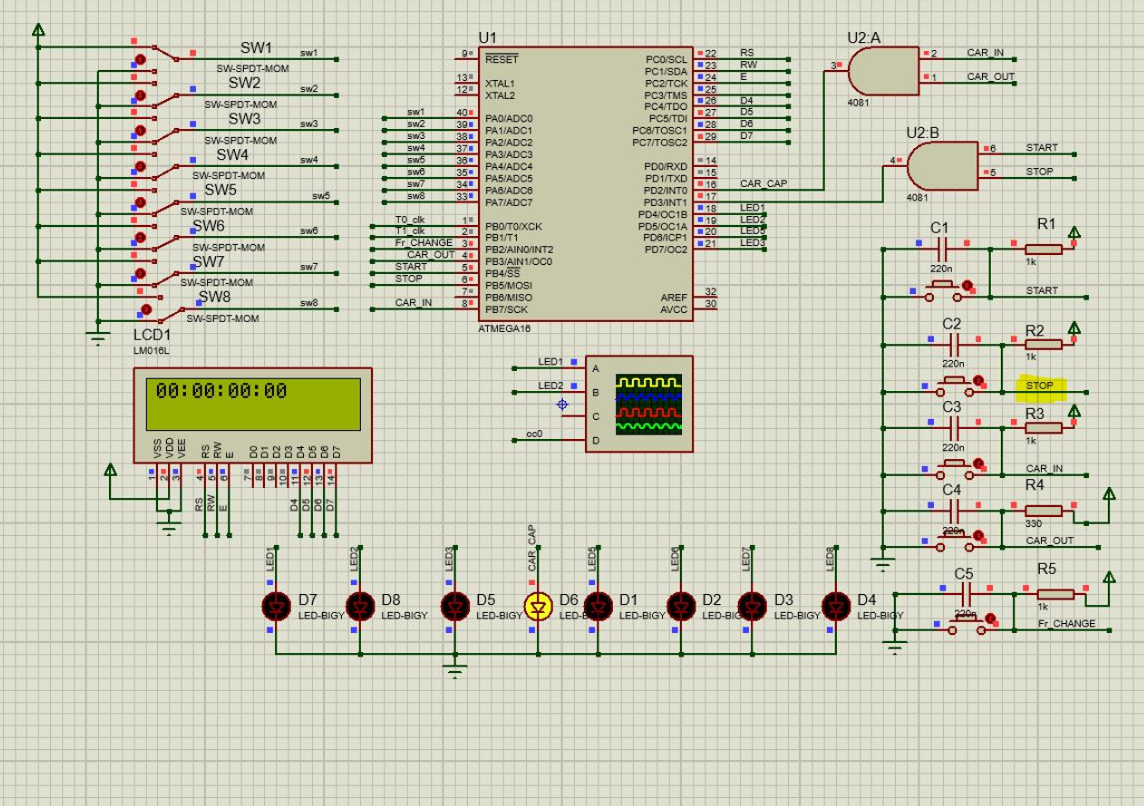 SW1
sw1
SW-SPDT-MOM
SW2
sw2
SW-SPDT-MOM
SW3
sw3
SW-SPDT-MOM
SW4
sw4
SW-SPDT-MOM
SW5
sw5
SW-SPDT-MOM
SW6
sw6
SW-SPDT-MOM
SW7
sw7
SW-SPDT-MOM
SW8
sw8
SW-SPDT-MOM
U1
9 RESET
13 XTAL1
12 XTAL2
sw1 40 PA0/ADC0
sw2 39 PA1/ADC1
sw3 38 PA2/ADC2
sw4 37 PA3/ADC3
sw5 36 PA4/ADC4
sw6 35 PA5/ADC5
sw7 34 PA6/ADC6
sw8 33 PA7/ADC7
T0_clk 1 PB0/T0/XCK
T1_clk 2 PB1/T1
Fr_CHANGE 3 PB2/AIN0/INT2
CAR_OUT 4 PB3/AIN1/OC0
START 5 PB4/SS
STOP 6 PB5/MOSI
7 PB6/MISO
CAR_IN 8 PB7/SCK
PC0/SCL 22 RS
PC1/SDA 23 RW
PC2/TCK 24 E
PC3/TMS 25
PC4/TDO 26 D4
PC5/TDI 27 D5
PC6/TOSC1 28 D6
PC7/TOSC2 29 D7
PD0/RXD 14
PD1/TXD 15
PD2/INT0 16 CAR_CAP
PD3/INT1 17
PD4/OC1B 18 LED1
PD5/OC1A 19 LED2
PD6/ICP1 20 LED5
PD7/OC2 21 LED3
AREF 32
AVCC 30
ATMEGA16
U2:A
3 2 CAR_IN
1 CAR_OUT
4081
U2:B
4 6 START
5 STOP
4081
C1 R1
220n 1k
START
C2 R2
220n 1k
STOP
C3 R3
220n 1k
CAR_IN
C4 R4
220n 330
CAR_OUT
C5 R5
220n 1k
Fr_CHANGE
LCD1
LM016L
00:00:00:00
VSS VDD VEE RS RW E D0 D1 D2 D3 D4 D5 D6 D7
1 2 3 4 5 6 7 8 9 10 11 12 13 14
RS RW E D4 D5 D6 D7
LED1 A
LED2 B
C
oc0 D
LED1 LED2 LED3 CAR_CAP LED5 LED6 LED7 LED8
D7 D8 D5 D6 D1 D2 D3 D4
LED-BIGY LED-BIGY LED-BIGY LED-B LED-BIGY LED-BIGY LED-BIGY LED-BIGY